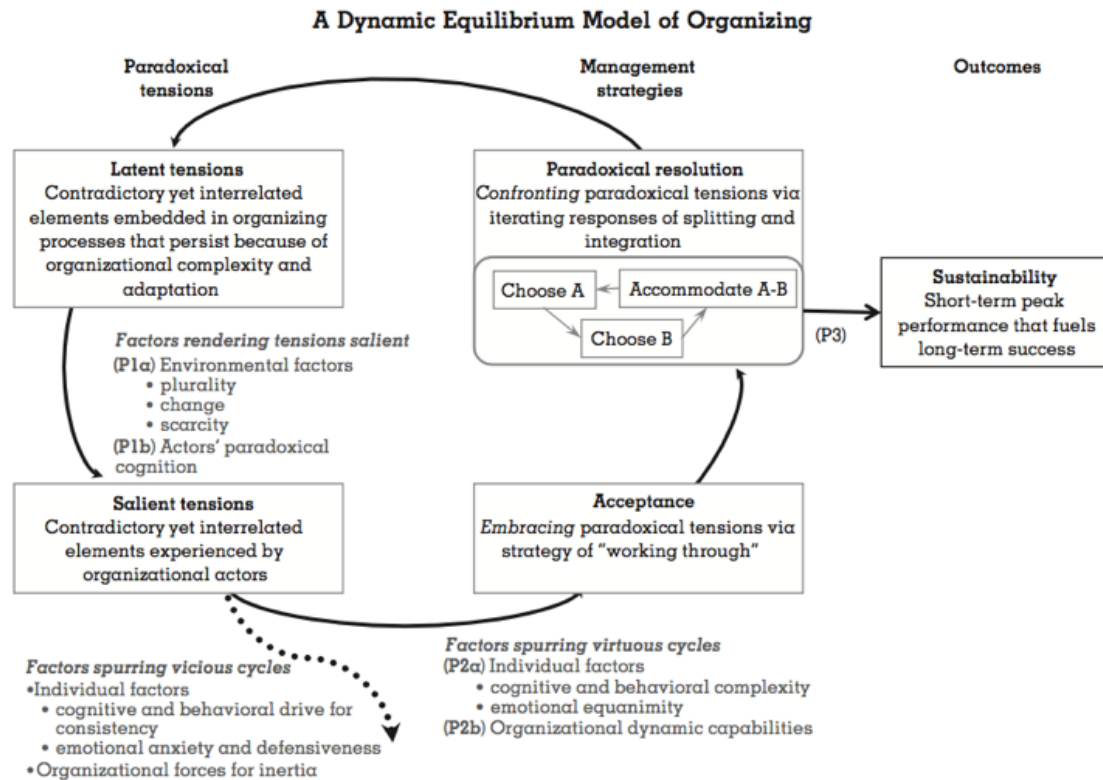 A Dynamic Equilibrium Model of Organizing
Paradoxical
tensions
Management
strategies
Outcomes
Latent tensions
Contradictory yet interrelated
elements embedded in organizing
processes that persist because of
organizational complexity and
adaptation
Paradoxical resolution
Confronting paradoxical tensions via
iterating responses of splitting and
integration
Choose A
Accommodate A-B
Choose B
(P3)
Sustainability
Short-term peak
performance that fuels
long-term success
Factors rendering tensions salient
(P1a) Environmental factors
• plurality
• change
• scarcity
(P1b) Actors' paradoxical
cognition
Salient tensions
Contradictory yet interrelated
elements experienced by
organizational actors
Acceptance
Embracing paradoxical tensions via
strategy of "working through"
Factors spurring vicious cycles
•Individual factors
• cognitive and behavioral drive for
consistency
• emotional anxiety and defensiveness
• Organizational forces for inertia
Factors spurring virtuous cycles
(P2a) Individual factors
• cognitive and behavioral complexity
• emotional equanimity
(P2b) Organizational dynamic capabilities